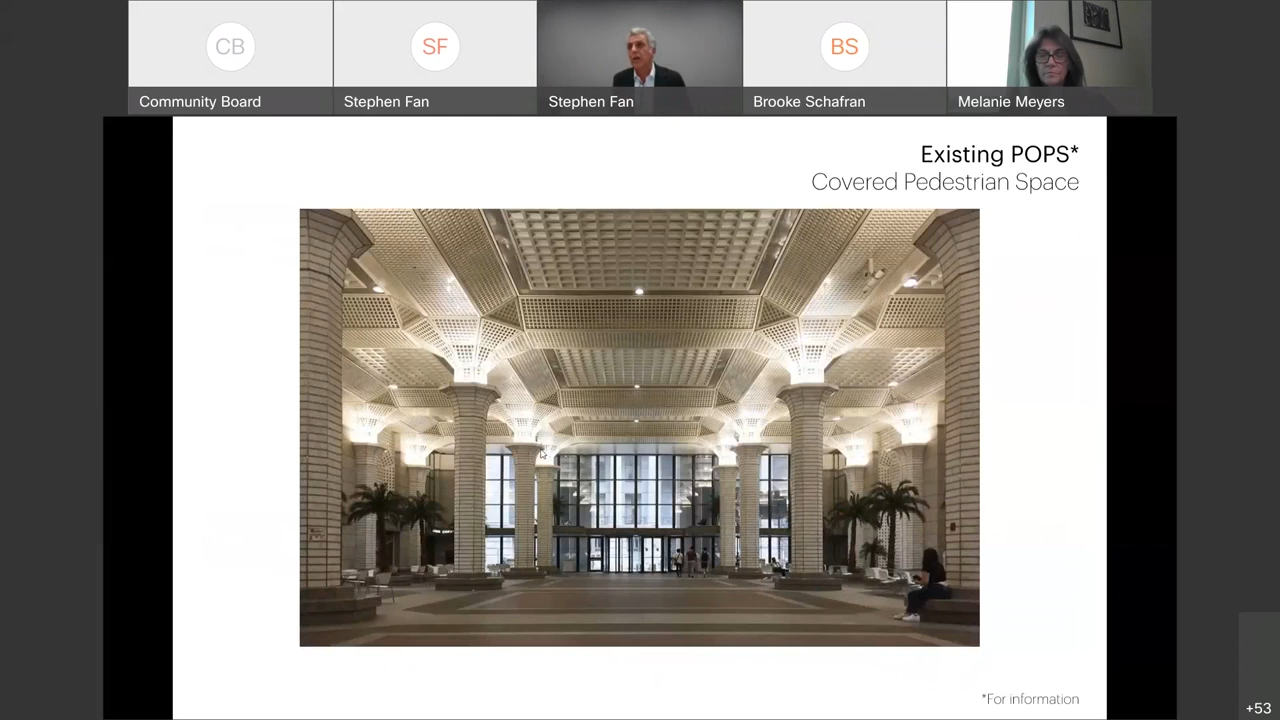 CB
Community Board
SF
Stephen Fan
Stephen Fan
BS
Brooke Schafran
Melanie Meyers
Existing POPS*
Covered Pedestrian Space
*For information
+53